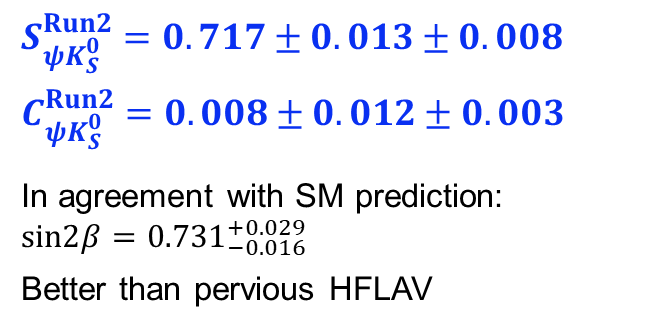 S^{Run2}_{ψK^0_S} = 0.717 ± 0.013 ± 0.008
C^{Run2}_{ψK^0_S} = 0.008 ± 0.012 ± 0.003
In agreement with SM prediction:
sin2β = 0.731^{+0.029}_{−0.016}
Better than pervious HFLAV